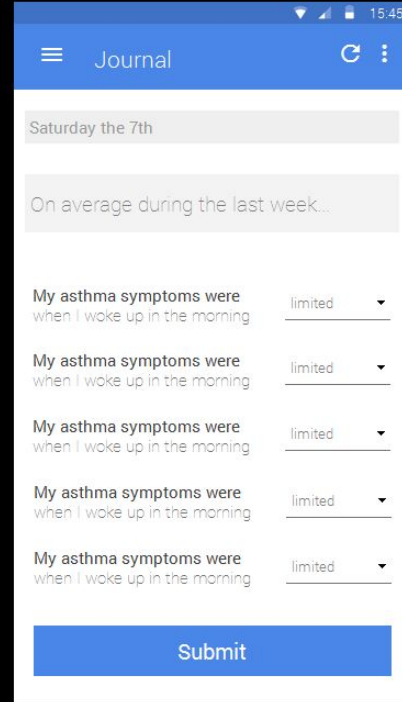 15:45
Journal
Saturday the 7th
On average during the last week...
My asthma symptoms were
when I woke up in the morning
limited
My asthma symptoms were
when I woke up in the morning
limited
My asthma symptoms were
when I woke up in the morning
limited
My asthma symptoms were
when I woke up in the morning
limited
My asthma symptoms were
when I woke up in the morning
limited
Submit